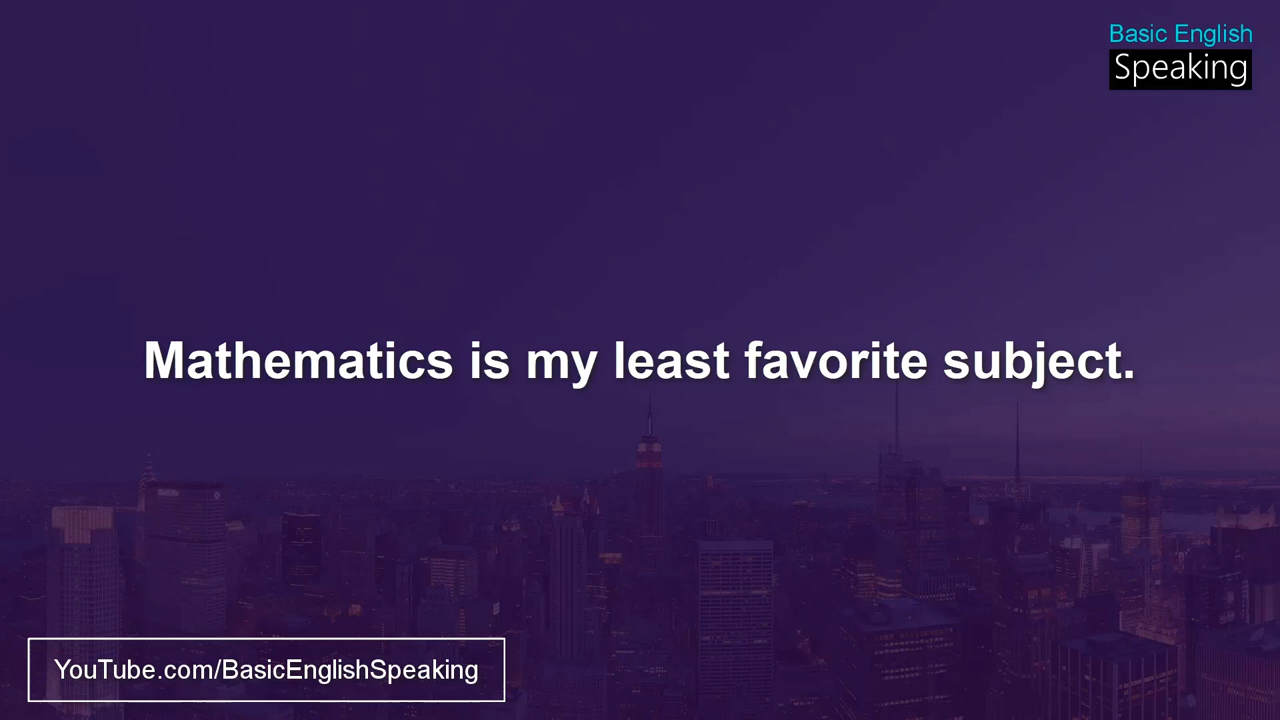 Basic English
Speaking
Mathematics is my least favorite subject.
YouTube.com/BasicEnglishSpeaking